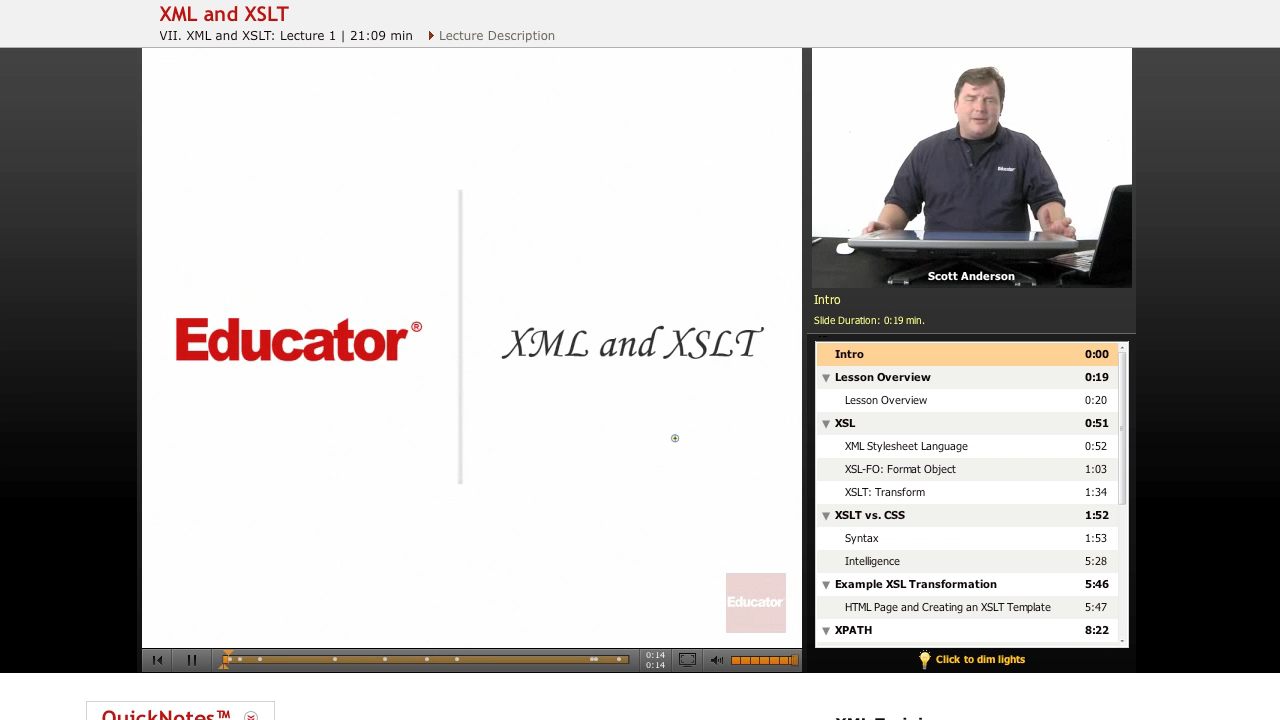 XML and XSLT
VII. XML and XSLT: Lecture 1 | 21:09 min
Lecture Description
Educator®
XML and XSLT
Educator
Scott Anderson
Intro
Slide Duration: 0:19 min.
Intro 0:00
Lesson Overview 0:19
Lesson Overview 0:20
XSL 0:51
XML Stylesheet Language 0:52
XSL-FO: Format Object 1:03
XSLT: Transform 1:34
XSLT vs. CSS 1:52
Syntax 1:53
Intelligence 5:28
Example XSL Transformation 5:46
HTML Page and Creating an XSLT Template 5:47
XPATH 8:22
0:14
0:14
Click to dim lights
QuickNotes™